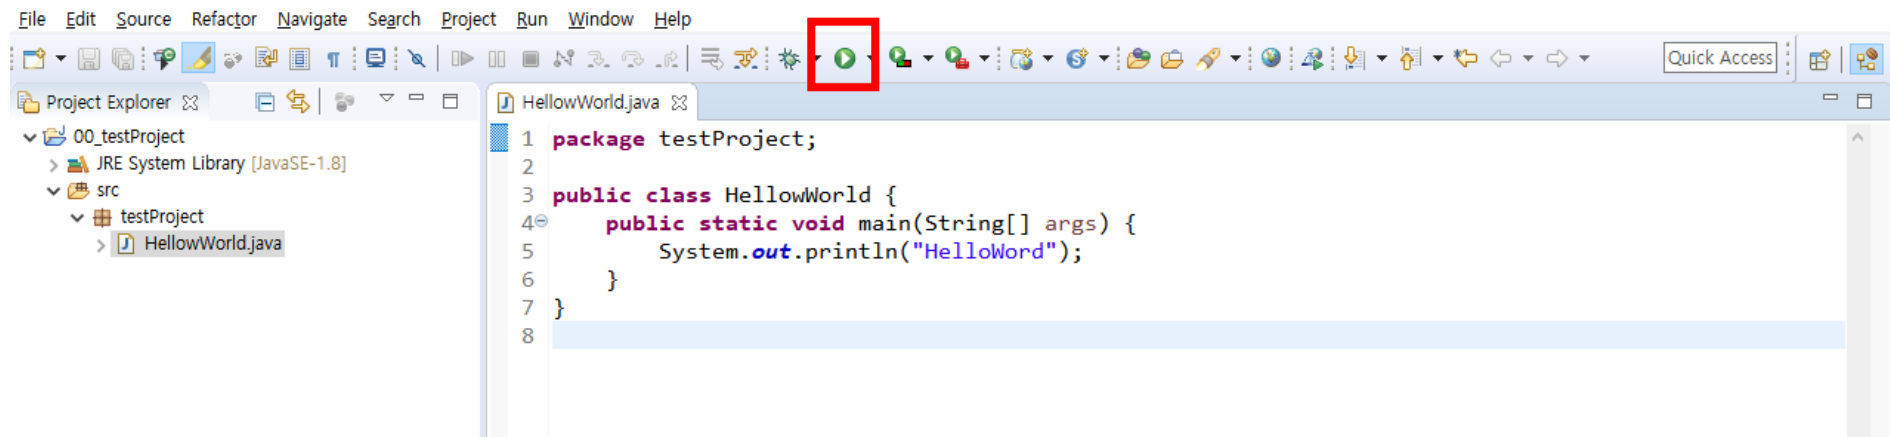 File Edit Source Refactor Navigate Search Project Run Window Help
Quick Access
Project Explorer
00_testProject
JRE System Library [JavaSE-1.8]
src
testProject
HellowWorld.java
HellowWorld.java
1 package testProject;
2
3 public class HellowWorld {
4 public static void main(String[] args) {
5 System.out.println("HelloWord");
6 }
7 }
8